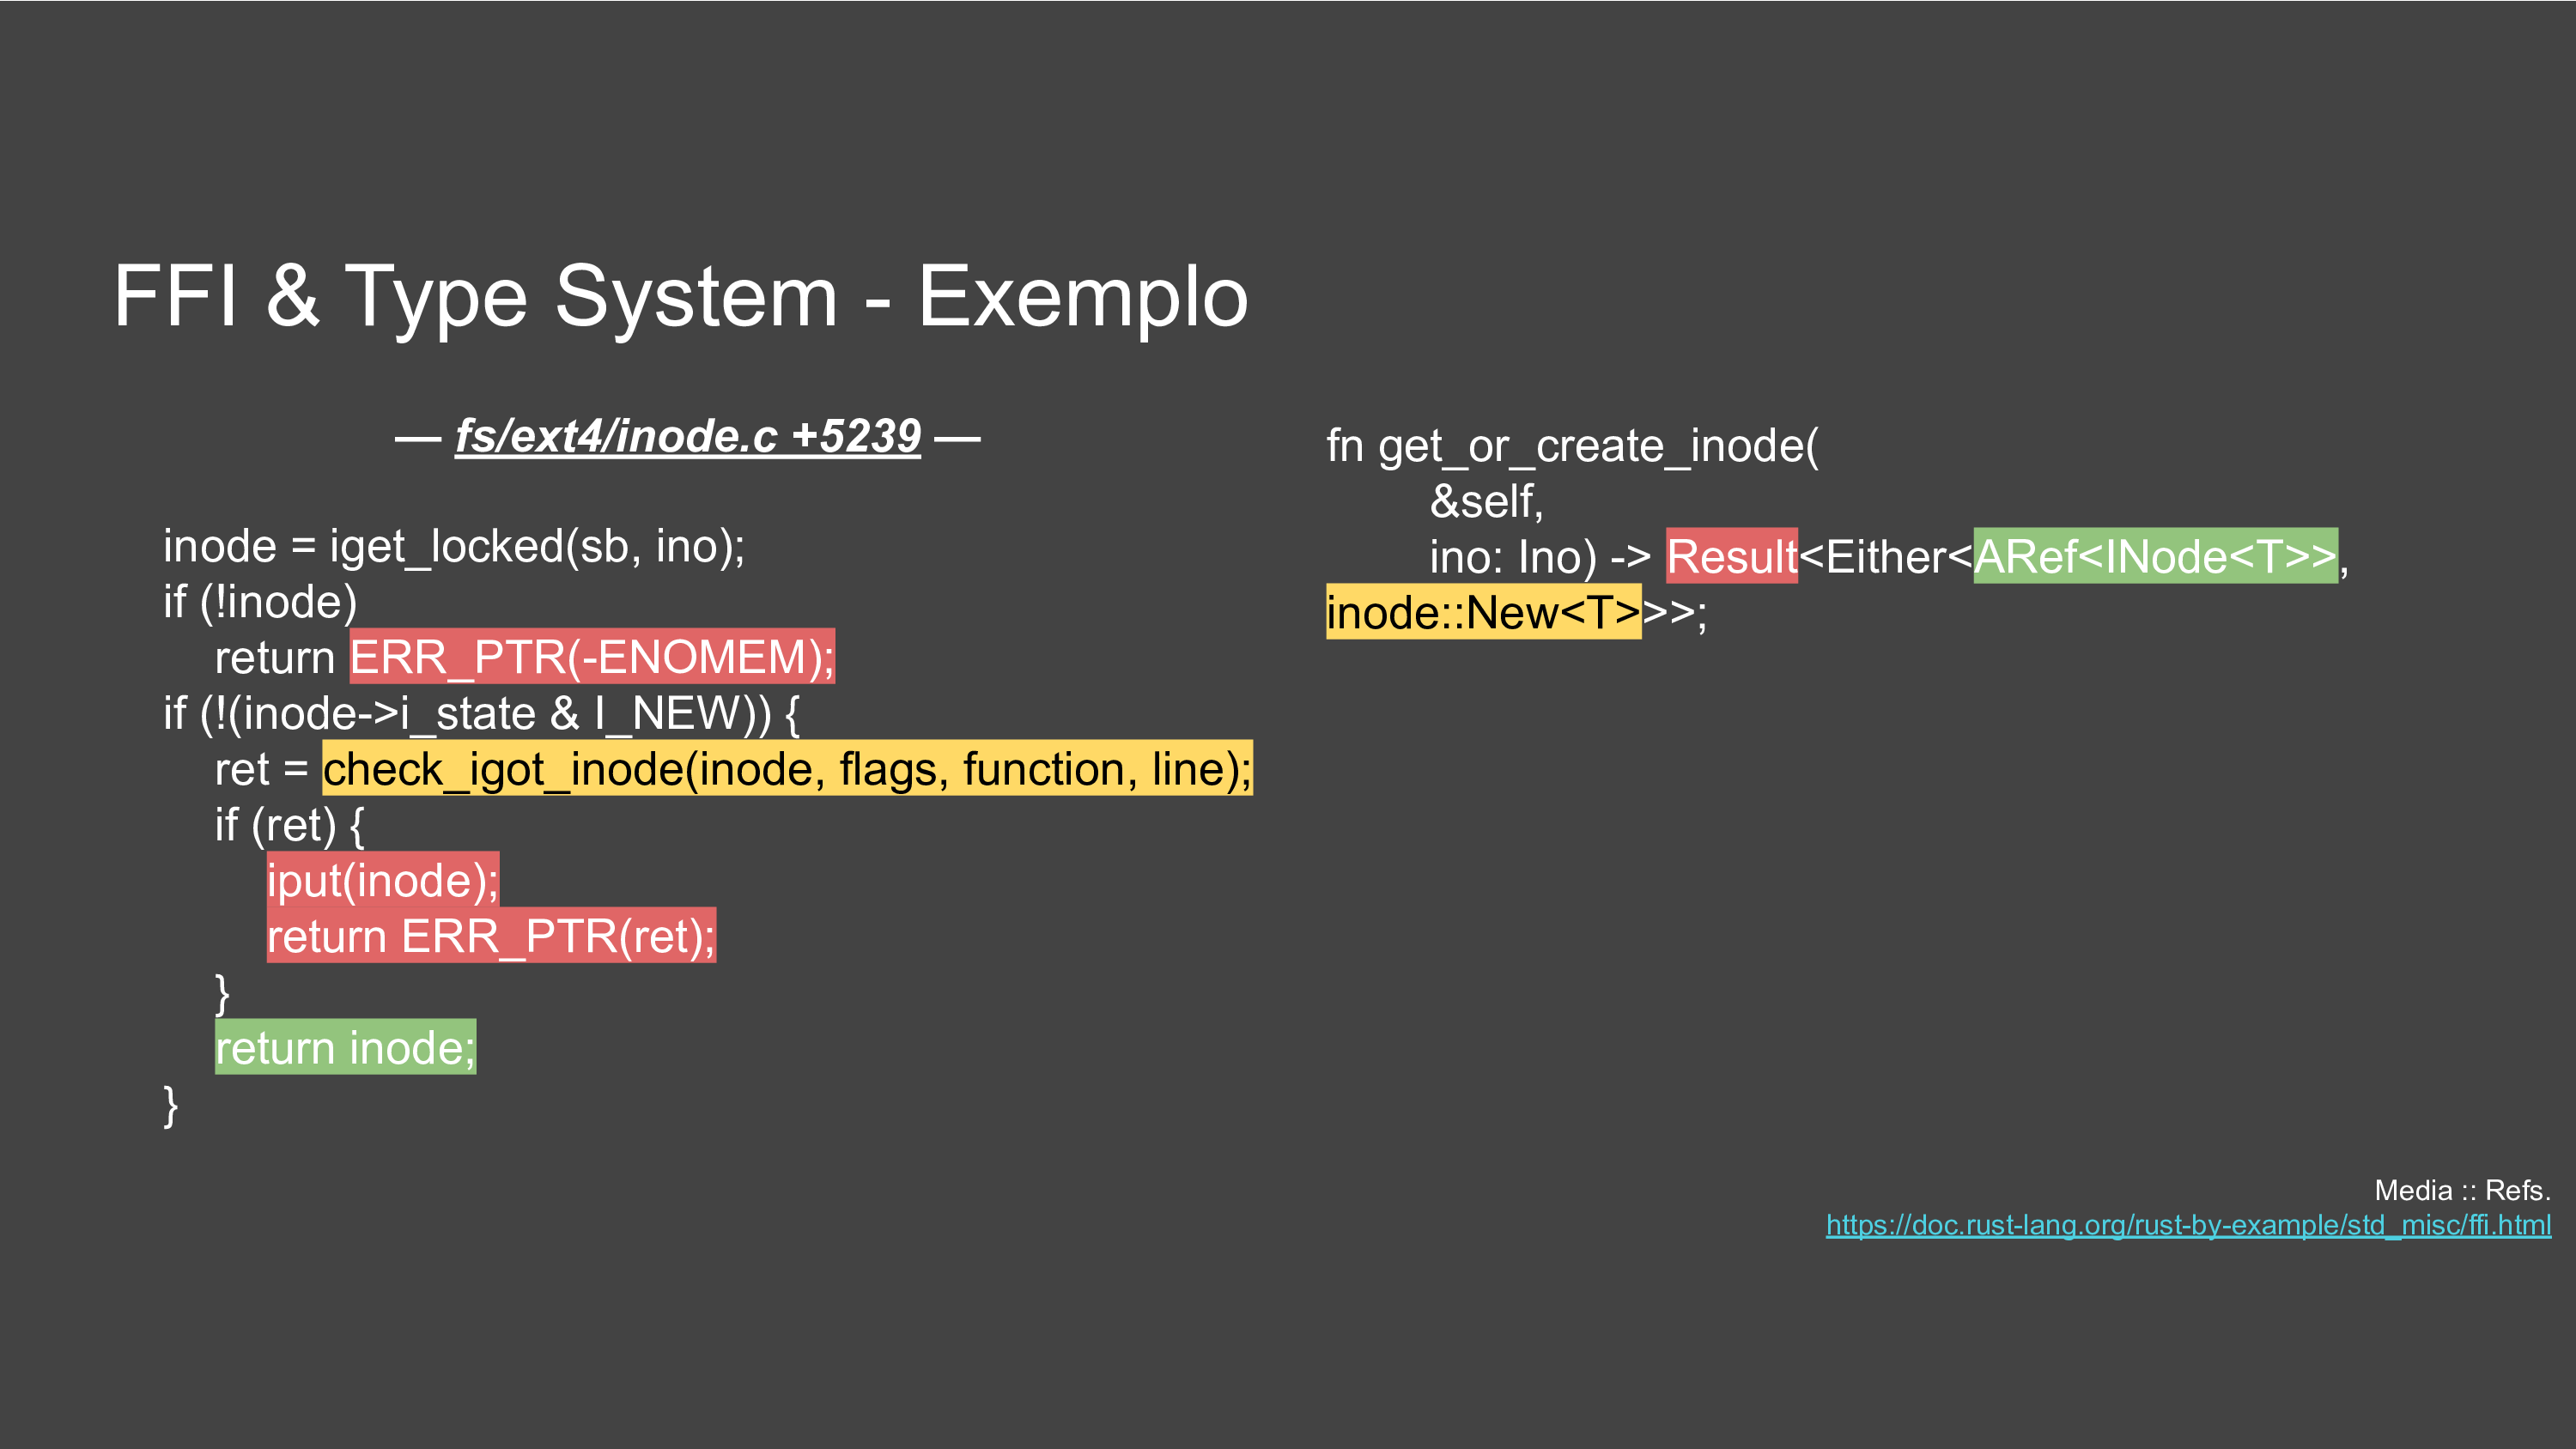 FFI & Type System - Exemplo
— fs/ext4/inode.c +5239 —
inode = iget_locked(sb, ino);
if (!inode)
return ERR_PTR(-ENOMEM);
if (!(inode->i_state & I_NEW)) {
ret = check_igot_inode(inode, flags, function, line);
if (ret) {
iput(inode);
return ERR_PTR(ret);
}
return inode;
}
fn get_or_create_inode(
&self,
ino: Ino) -> Result<Either<ARef<INode<T>>,
inode::New<T>>>;
Media :: Refs.
https://doc.rust-lang.org/rust-by-example/std_misc/ffi.html